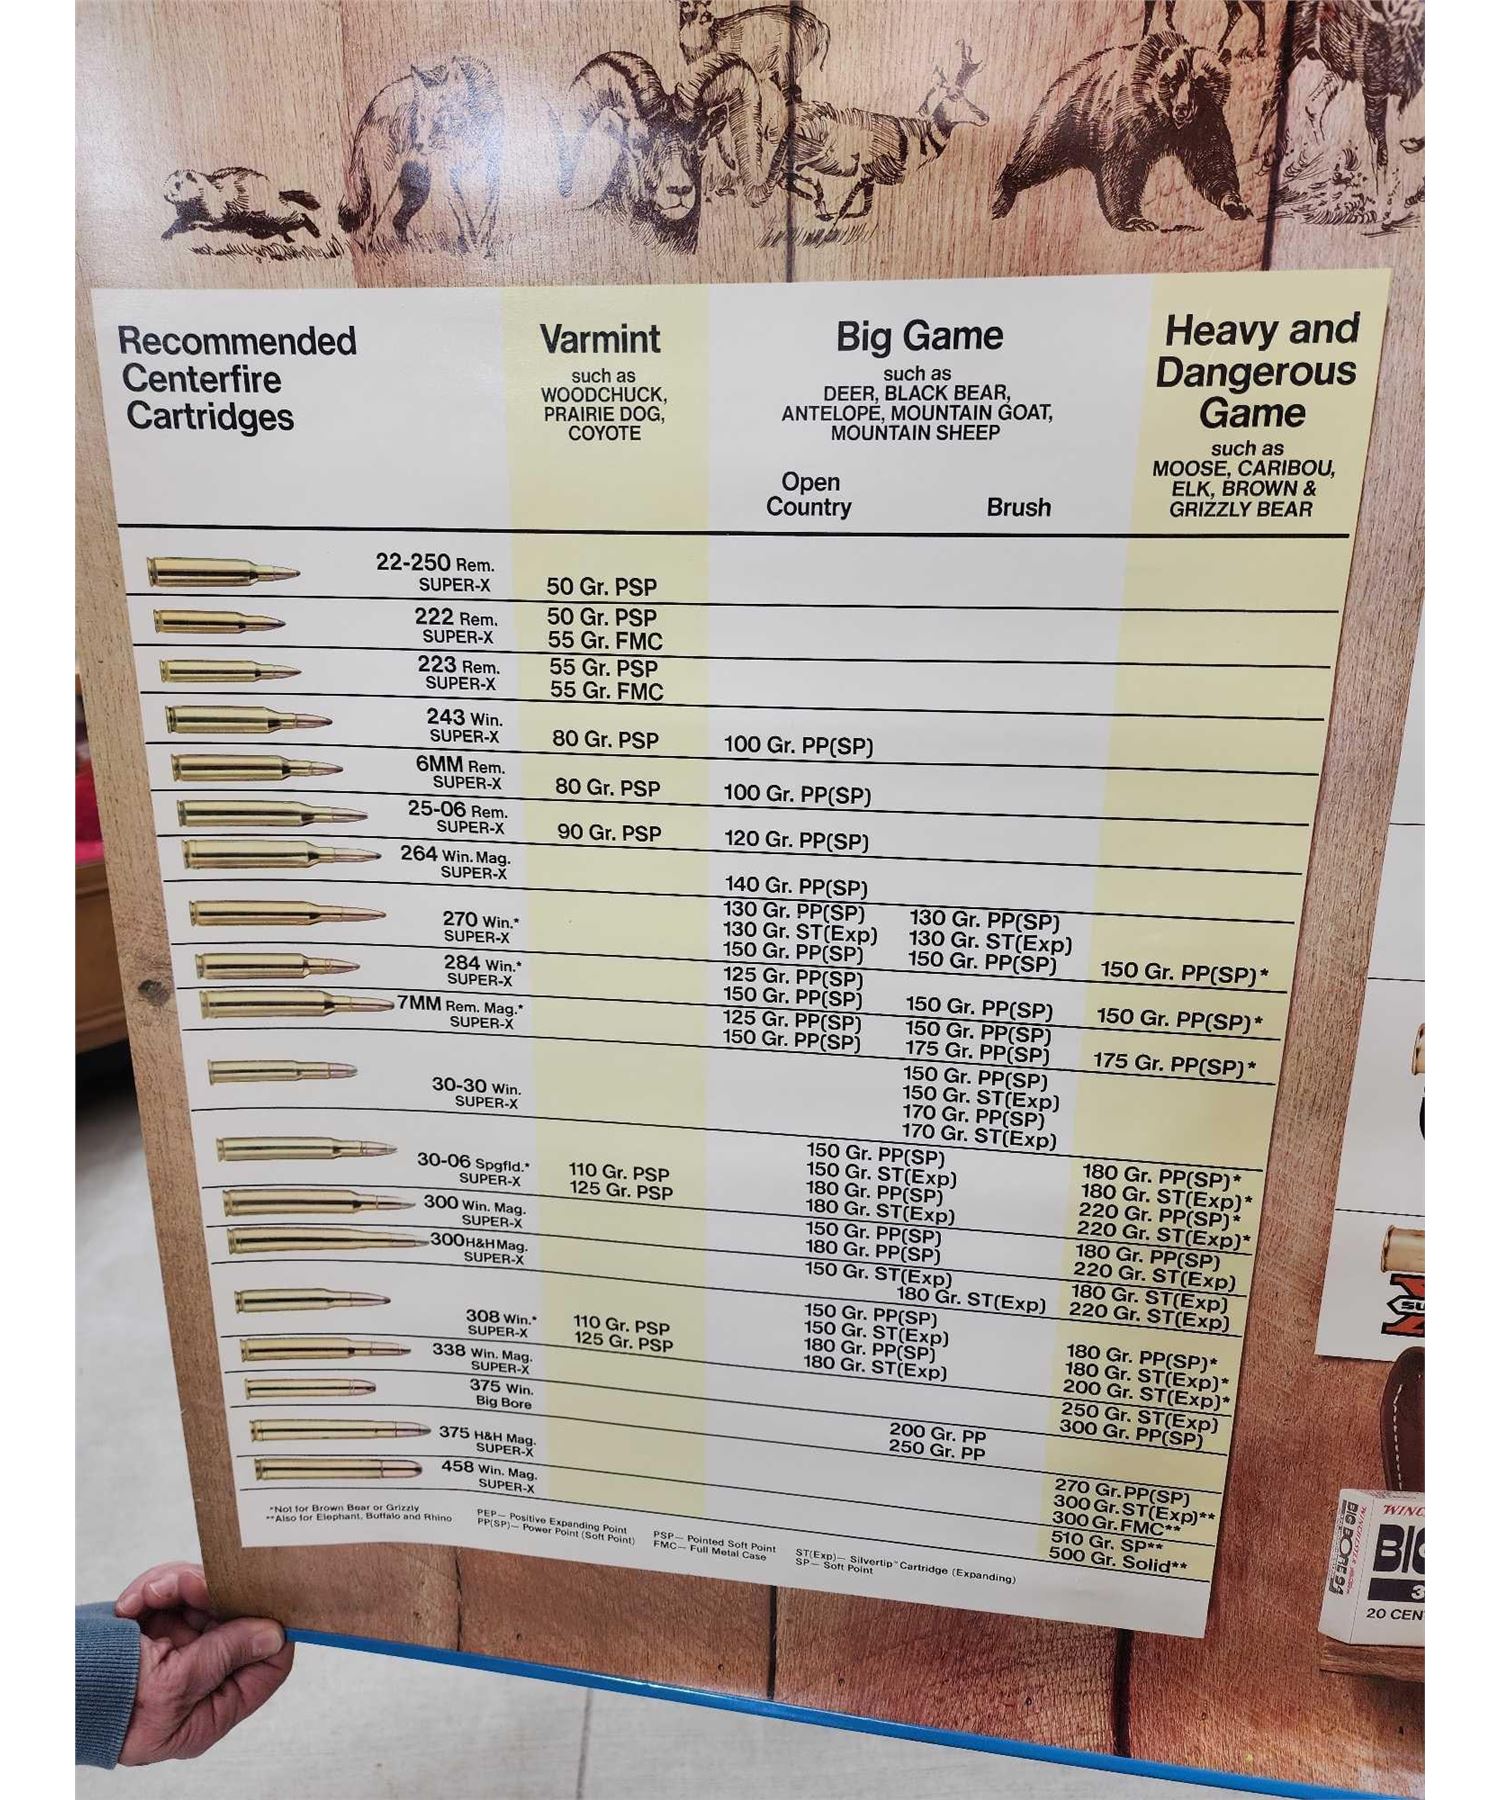 Recommended
Centerfire
Cartridges
Varmint
such as
WOODCHUCK,
PRAIRIE DOG,
COYOTE
Big Game
such as
DEER, BLACK BEAR,
ANTELOPE, MOUNTAIN GOAT,
MOUNTAIN SHEEP
Open
Country
Brush
Heavy and
Dangerous
Game
such as
MOOSE, CARIBOU,
ELK, BROWN &
GRIZZLY BEAR
22-250 Rem.
SUPER-X 50 Gr. PSP
222 Rem. 50 Gr. PSP
SUPER-X 55 Gr. FMC
223 Rem. 55 Gr. PSP
SUPER-X 55 Gr. FMC
243 Win.
SUPER-X 80 Gr. PSP 100 Gr. PP(SP)
6MM Rem.
SUPER-X 80 Gr. PSP 100 Gr. PP(SP)
25-06 Rem.
SUPER-X 90 Gr. PSP 120 Gr. PP(SP)
264 Win. Mag.
SUPER-X 140 Gr. PP(SP)
130 Gr. PP(SP) 130 Gr. PP(SP)
270 Win.* 130 Gr. ST(Exp) 130 Gr. ST(Exp)
SUPER-X 150 Gr. PP(SP) 150 Gr. PP(SP) 150 Gr. PP(SP)*
284 Win.* 125 Gr. PP(SP)
SUPER-X 150 Gr. PP(SP) 150 Gr. PP(SP) 150 Gr. PP(SP)*
7MM Rem. Mag.* 125 Gr. PP(SP) 150 Gr. PP(SP)
SUPER-X 150 Gr. PP(SP) 175 Gr. PP(SP) 175 Gr. PP(SP)*
150 Gr. PP(SP)
150 Gr. ST(Exp)
30-30 Win. 170 Gr. PP(SP)
SUPER-X 170 Gr. ST(Exp)
150 Gr. PP(SP) 180 Gr. PP(SP)*
150 Gr. ST(Exp) 180 Gr. ST(Exp)*
30-06 Spgfld.* 110 Gr. PSP 180 Gr. PP(SP) 220 Gr. PP(SP)*
SUPER-X 125 Gr. PSP 180 Gr. ST(Exp) 220 Gr. ST(Exp)*
300 Win. Mag. 150 Gr. PP(SP) 180 Gr. PP(SP)
SUPER-X 180 Gr. PP(SP) 220 Gr. ST(Exp)
300 H&H Mag. 150 Gr. ST(Exp) 180 Gr. ST(Exp)
SUPER-X 180 Gr. ST(Exp) 220 Gr. ST(Exp)
150 Gr. PP(SP)
150 Gr. ST(Exp) 180 Gr. PP(SP)*
308 Win.* 110 Gr. PSP 180 Gr. PP(SP) 180 Gr. ST(Exp)*
SUPER-X 125 Gr. PSP 180 Gr. ST(Exp) 200 Gr. ST(Exp)*
338 Win. Mag. 250 Gr. ST(Exp)
SUPER-X 300 Gr. PP(SP)
375 Win. 200 Gr. PP
Big Bore 250 Gr. PP
270 Gr. PP(SP)
375 H&H Mag. 300 Gr. ST(Exp)**
SUPER-X 300 Gr. FMC**
458 Win. Mag. 510 Gr. SP**
SUPER-X 500 Gr. Solid**
*Not for Brown Bear or Grizzly
**Also for Elephant, Buffalo and Rhino
PEP— Positive Expanding Point
PP(SP)— Power Point (Soft Point)
PSP— Pointed Soft Point
FMC— Full Metal Case
ST(Exp)— Silvertip™ Cartridge (Expanding)
SP— Soft Point
SU
WINC
BIG BORE 94
BIG
3
20 CEN